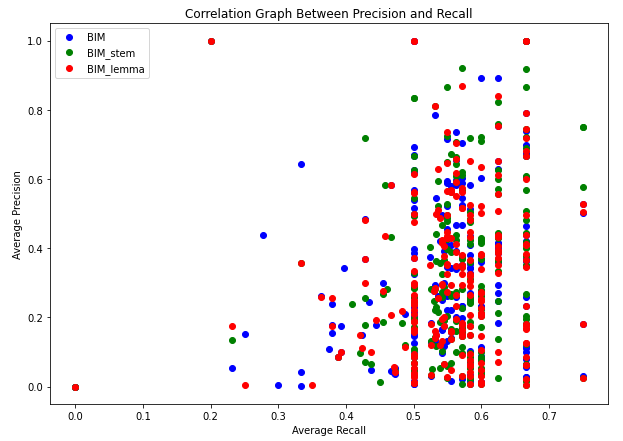 Correlation Graph Between Precision and Recall
BIM
BIM_stem
BIM_lemma
Average Precision
1.0
0.8
0.6
0.4
0.2
0.0
0.0 0.1 0.2 0.3 0.4 0.5 0.6 0.7
Average Recall